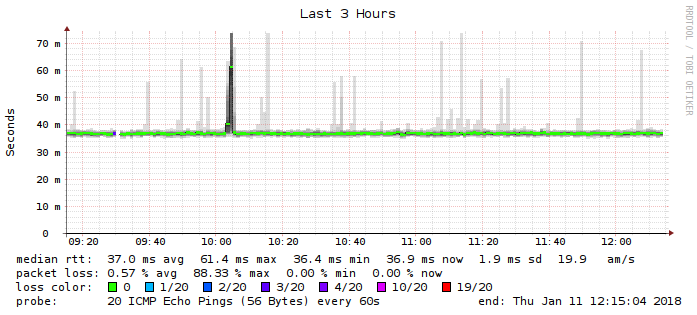 Last 3 Hours
RRDTOOL / TOBI OETIKER
Seconds
70 m
60 m
50 m
40 m
30 m
20 m
10 m
0
09:20 09:40 10:00 10:20 10:40 11:00 11:20 11:40 12:00
median rtt: 37.0 ms avg 61.4 ms max 36.4 ms min 36.9 ms now 1.9 ms sd 19.9 am/s
packet loss: 0.57 % avg 88.33 % max 0.00 % min 0.00 % now
loss color: 0 1/20 2/20 3/20 4/20 10/20 19/20
probe: 20 ICMP Echo Pings (56 Bytes) every 60s end: Thu Jan 11 12:15:04 2018